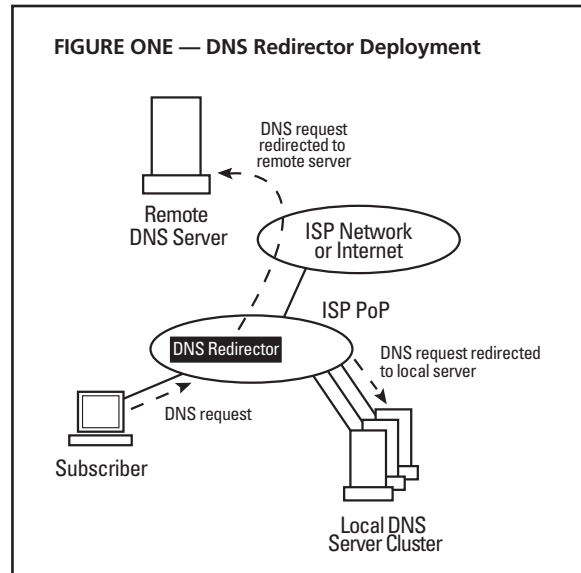 FIGURE ONE — DNS Redirector Deployment
DNS request
redirected to
remote server
Remote
DNS Server
ISP Network
or Internet
ISP PoP
DNS Redirector
DNS request redirected
to local server
DNS request
Subscriber
Local DNS
Server Cluster